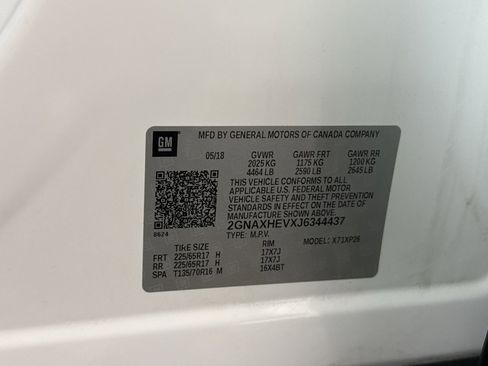 GM
MFD BY GENERAL MOTORS OF CANADA COMPANY
05/18 GVWR GAWR FRT GAWR RR
2025 KG 1175 KG 1200 KG
4464 LB 2590 LB 2645 LB
THIS VEHICLE CONFORMS TO ALL
APPLICABLE U.S. FEDERAL MOTOR
VEHICLE SAFETY AND THEFT PREVENTION
STANDARDS IN EFFECT ON THE DATE OF
MANUFACTURE SHOWN ABOVE.
2GNAXHEVXJ6344437
8624
TYPE: M.P.V. MODEL: X71XP26
TIRE SIZE RIM
FRT 225/65R17 H 17X7J
RR 225/65R17 H 17X7J
SPA T135/70R16 M 16X4BT